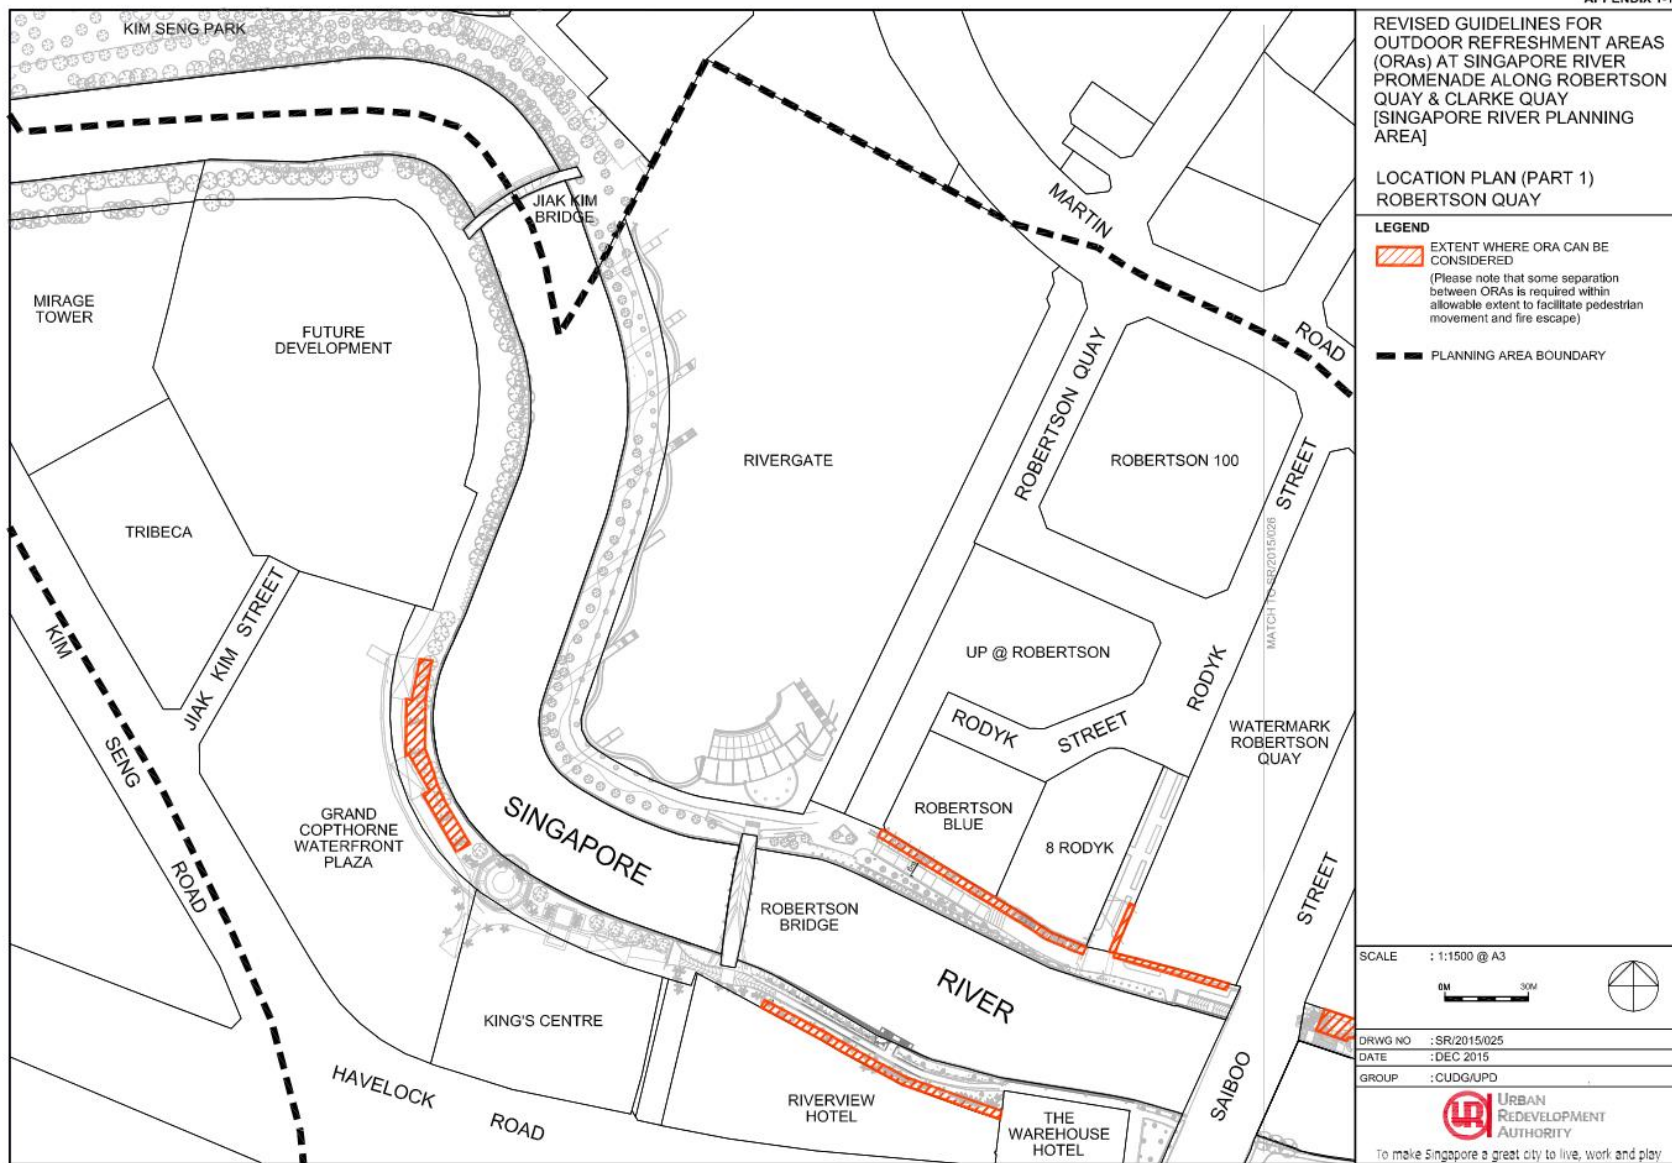 REVISED GUIDELINES FOR
OUTDOOR REFRESHMENT AREAS
(ORAs) AT SINGAPORE RIVER
PROMENADE ALONG ROBERTSON
QUAY & CLARKE QUAY
[SINGAPORE RIVER PLANNING
AREA]
LOCATION PLAN (PART 1)
ROBERTSON QUAY
LEGEND
EXTENT WHERE ORA CAN BE
CONSIDERED
(Please note that some separation
between ORAs is required within
allowable extent to facilitate pedestrian
movement and fire escape)
PLANNING AREA BOUNDARY
KIM SENG PARK
JIAK KIM
BRIDGE
MARTIN
ROAD
MIRAGE
TOWER
FUTURE
DEVELOPMENT
ROBERTSON QUAY
RIVERGATE
ROBERTSON 100
STREET
TRIBECA
MATCH TO SR/2015/026
JIAK KIM STREET
KIM
SENG
ROAD
UP @ ROBERTSON
RODYK
RODYK
STREET
WATERMARK
ROBERTSON
QUAY
GRAND
COPTHORNE
WATERFRONT
PLAZA
SINGAPORE
ROBERTSON
BLUE
8 RODYK
ROBERTSON
BRIDGE
STREET
RIVER
KING'S CENTRE
HAVELOCK
ROAD
RIVERVIEW
HOTEL
THE
WAREHOUSE
HOTEL
SAIBOO
SCALE : 1:1500 @ A3
0M 30M
DRWG NO : SR/2015/025
DATE : DEC 2015
GROUP : CUDG/UPD
URBAN
REDEVELOPMENT
AUTHORITY
To make Singapore a great city to live, work and play